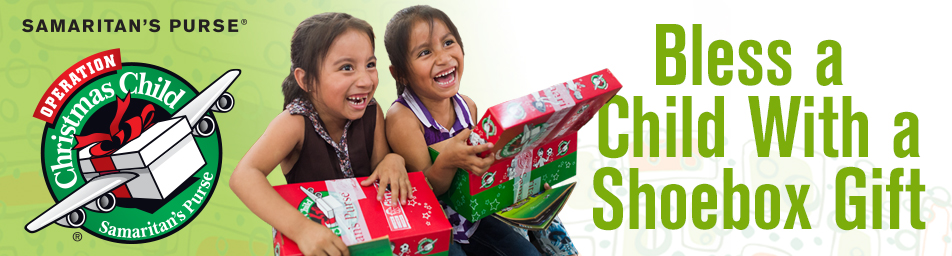 SAMARITAN'S PURSE®
OPERATION
Christmas Child
Samaritan's Purse
®
Bless a
Child With a
Shoebox Gift